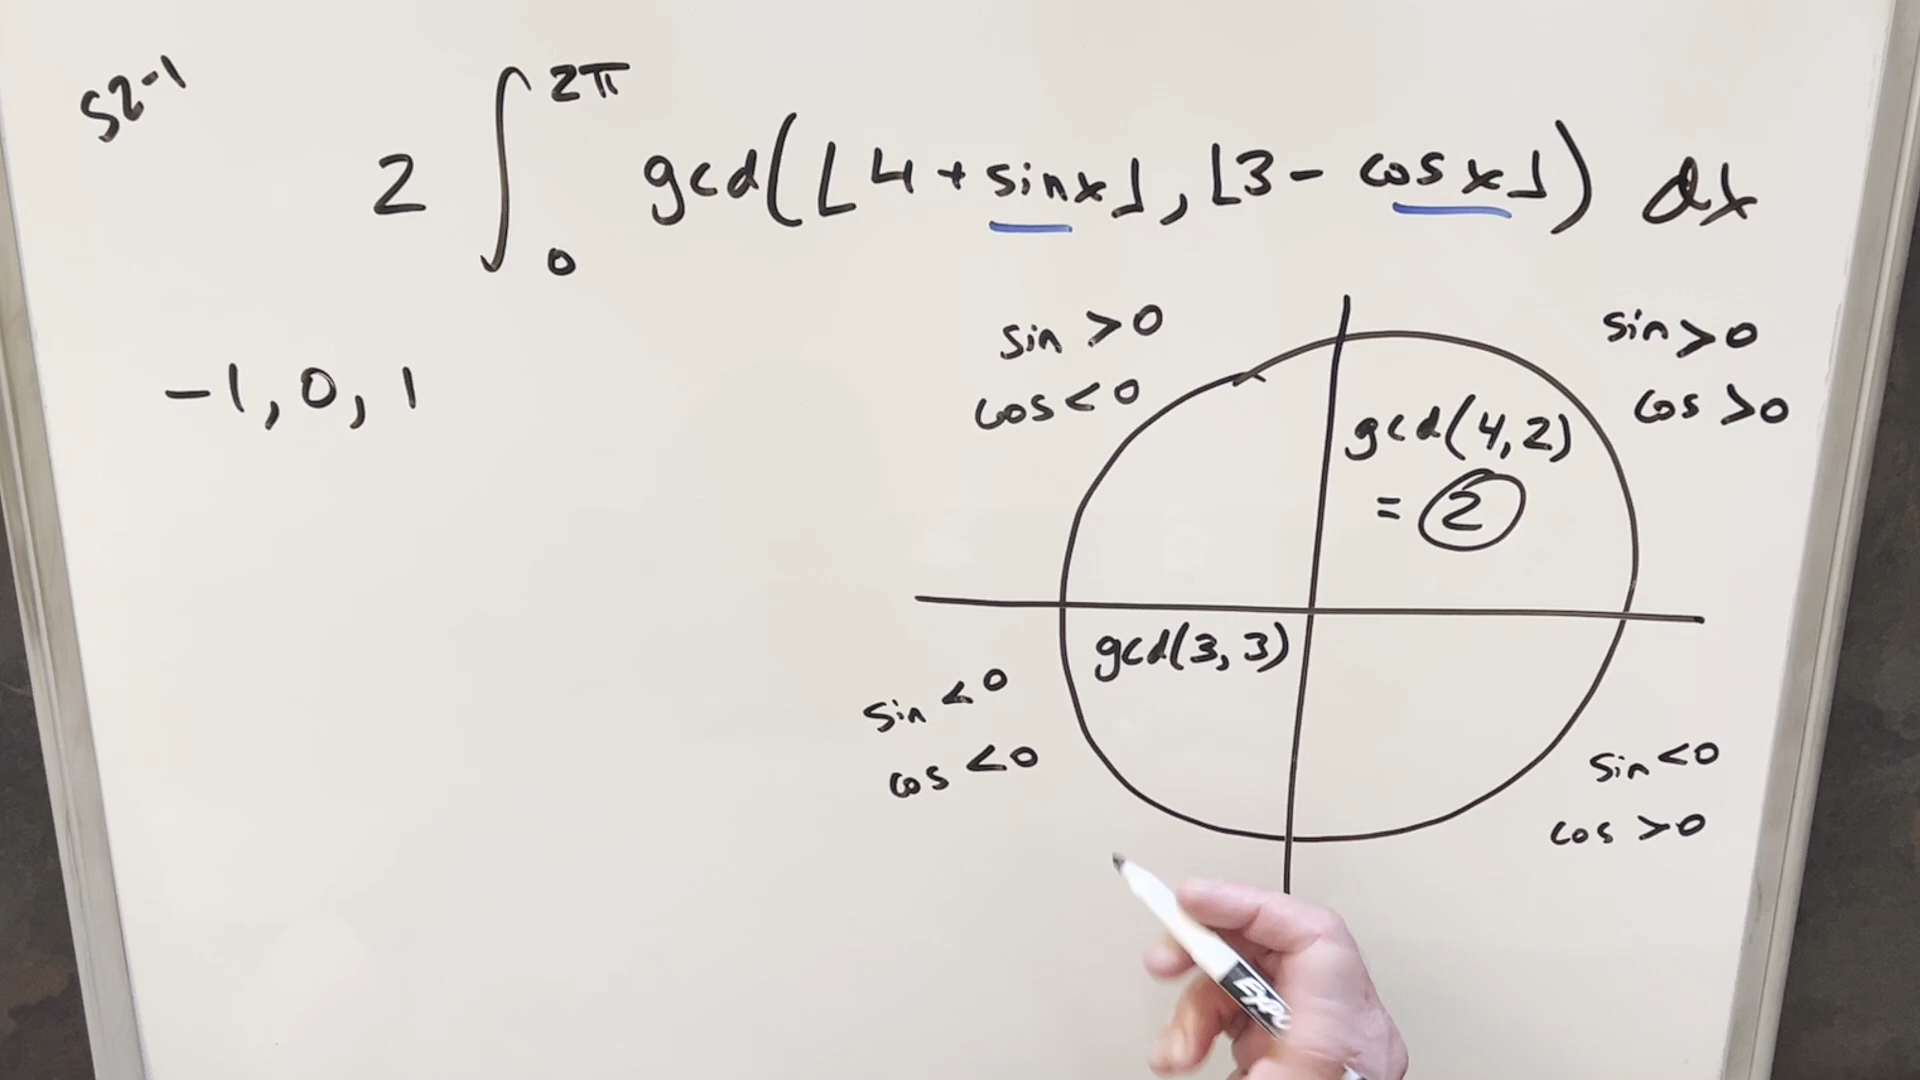 S2-1
2 ∫₀^2π gcd(⌊4 + sin x⌋, ⌊3 - cos x⌋) dx
-1, 0, 1
sin > 0
cos < 0
sin > 0
cos > 0
gcd(4, 2)
= 2
gcd(3, 3)
sin < 0
cos < 0
sin < 0
cos > 0
EXPO